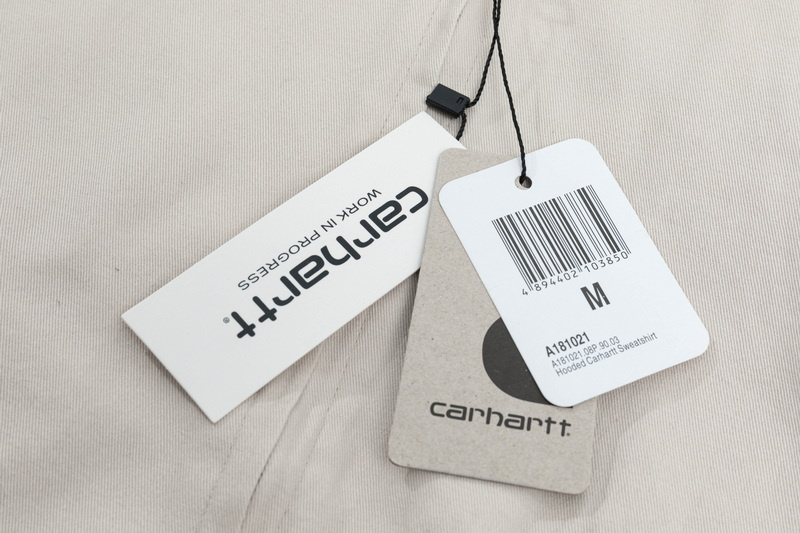 carhartt®
WORK IN PROGRESS
carhartt.
4 894402 103850
M
A181021
A181021.08P.90.03
Hooded Carhartt Sweatshirt